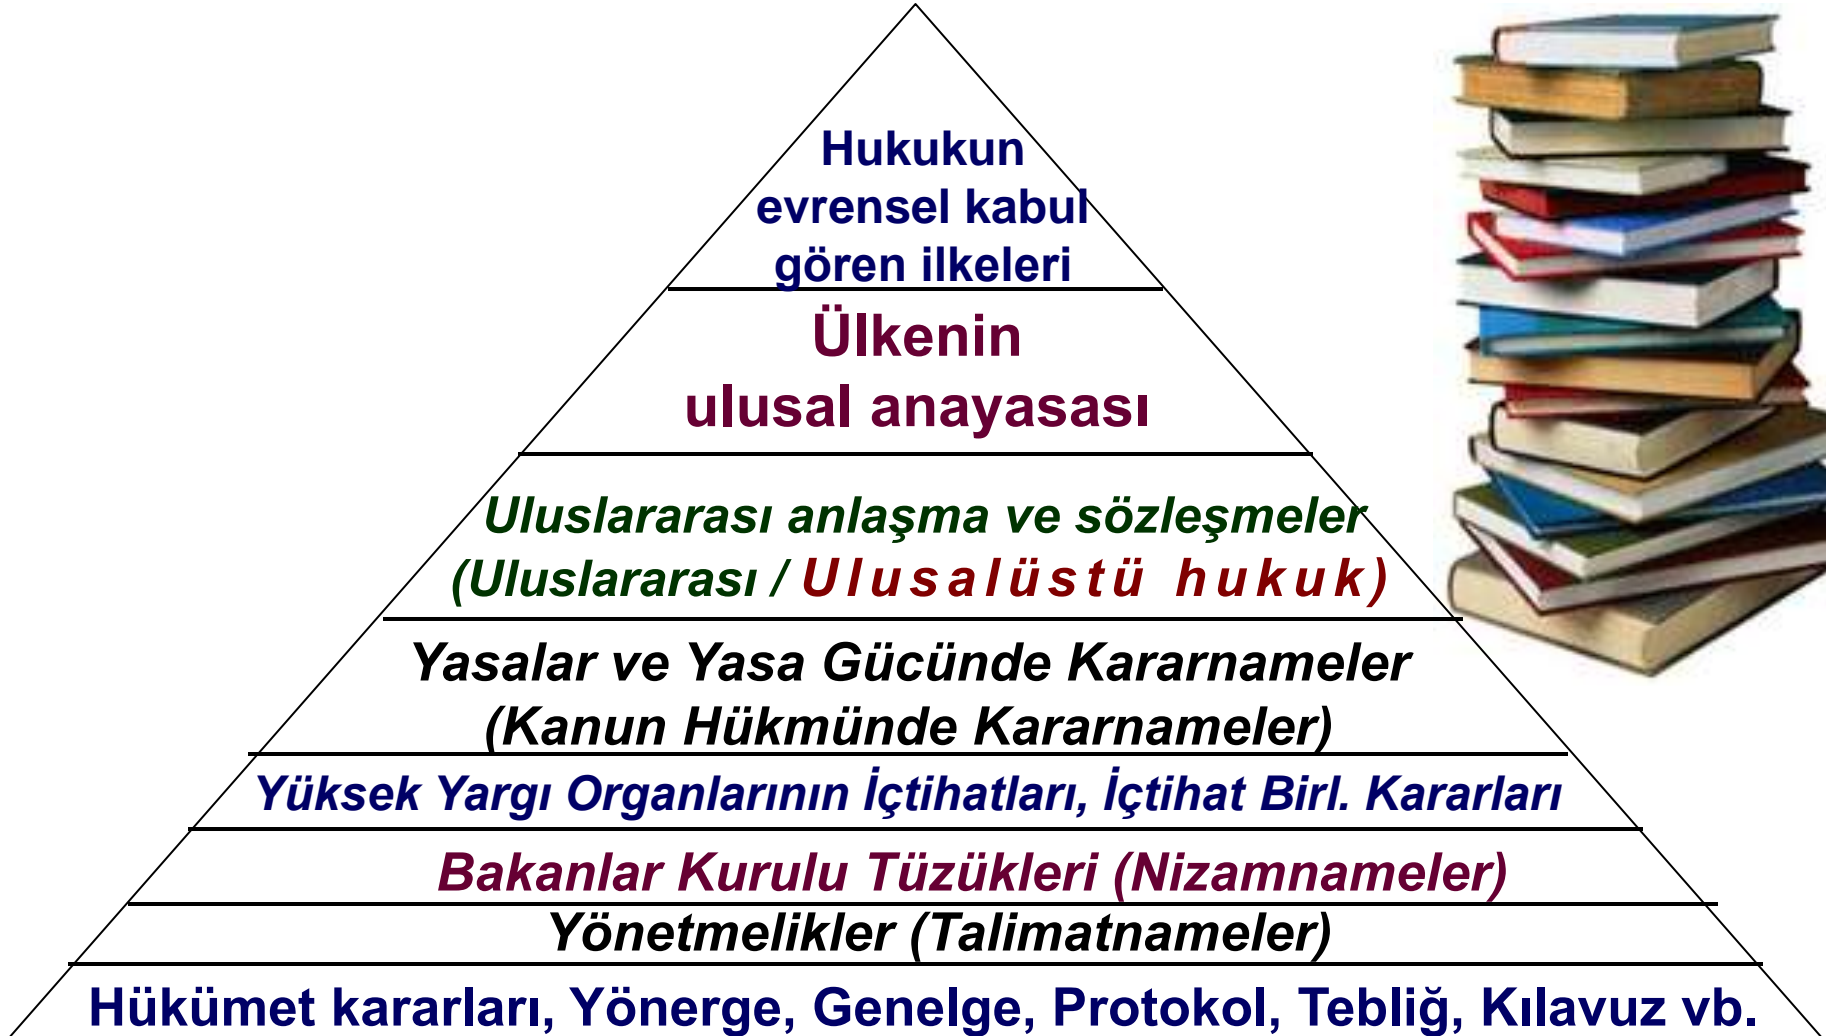 Hukukun
evrensel kabul
gören ilkeleri
Ülkenin
ulusal anayasası
Uluslararası anlaşma ve sözleşmeler
(Uluslararası / Ulusalüstü hukuk)
Yasalar ve Yasa Gücünde Kararnameler
(Kanun Hükmünde Kararnameler)
Yüksek Yargı Organlarının İçtihatları, İçtihat Birl. Kararları
Bakanlar Kurulu Tüzükleri (Nizamnameler)
Yönetmelikler (Talimatnameler)
Hükümet kararları, Yönerge, Genelge, Protokol, Tebliğ, Kılavuz vb.